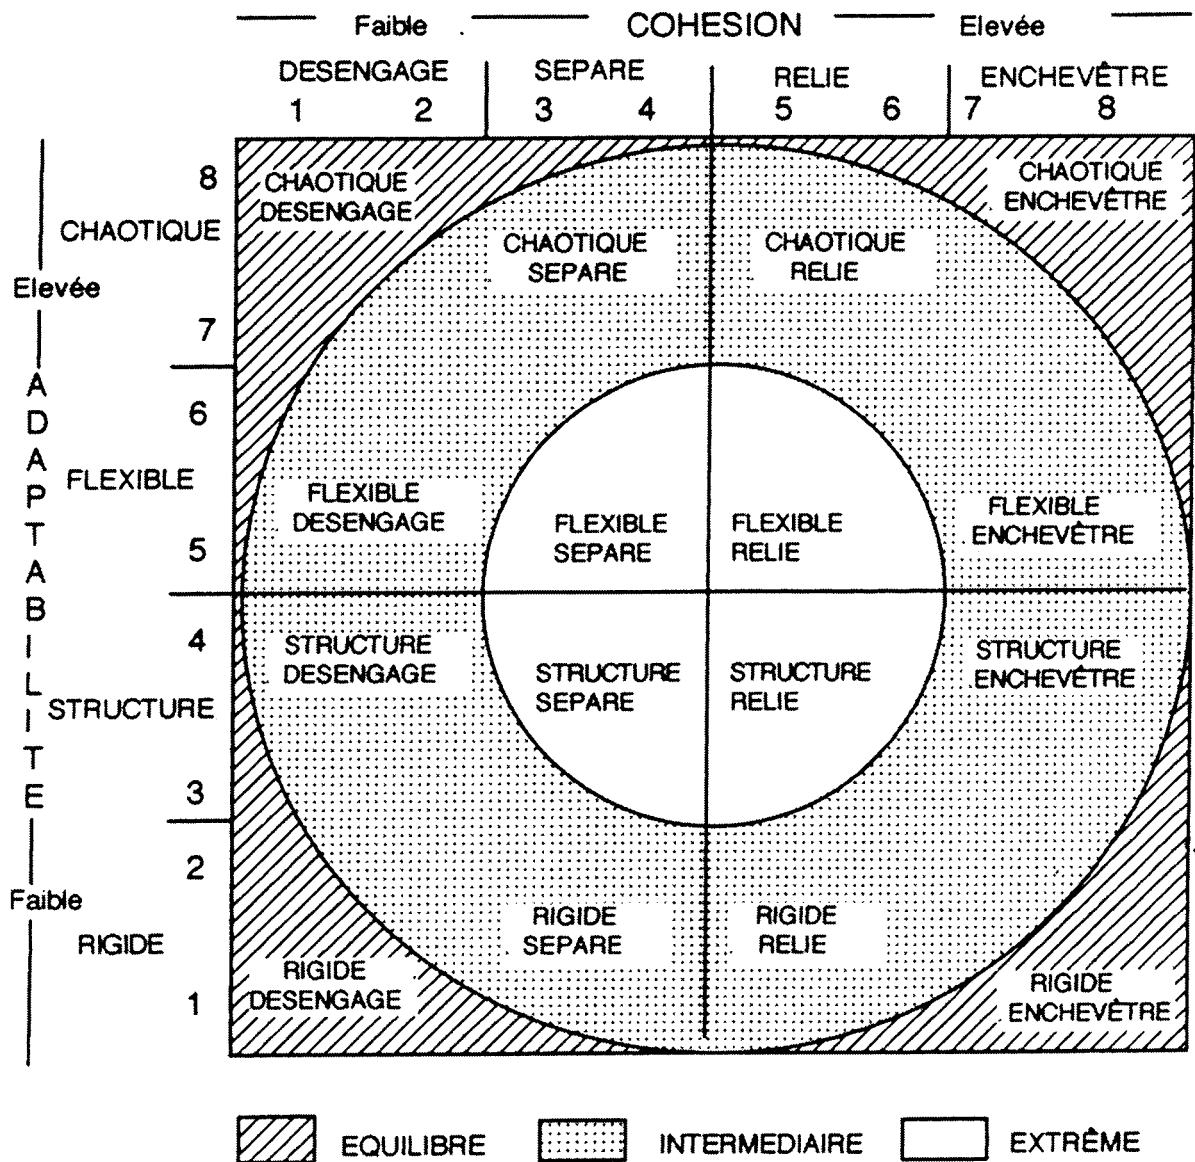 Faible COHESION Elevée
DESENGAGE SEPARE RELIE ENCHEVÊTRE
1 2 3 4 5 6 7 8
ADAPTABILITE
Elevée
Faible
8
CHAOTIQUE
7
6
FLEXIBLE
5
4
STRUCTURE
3
2
RIGIDE
1
CHAOTIQUE
DESENGAGE
CHAOTIQUE
SEPARE
CHAOTIQUE
RELIE
CHAOTIQUE
ENCHEVÊTRE
FLEXIBLE
DESENGAGE
FLEXIBLE
SEPARE
FLEXIBLE
RELIE
FLEXIBLE
ENCHEVÊTRE
STRUCTURE
DESENGAGE
STRUCTURE
SEPARE
STRUCTURE
RELIE
STRUCTURE
ENCHEVÊTRE
RIGIDE
DESENGAGE
RIGIDE
SEPARE
RIGIDE
RELIE
RIGIDE
ENCHEVÊTRE
EQUILIBRE INTERMEDIAIRE EXTRÊME